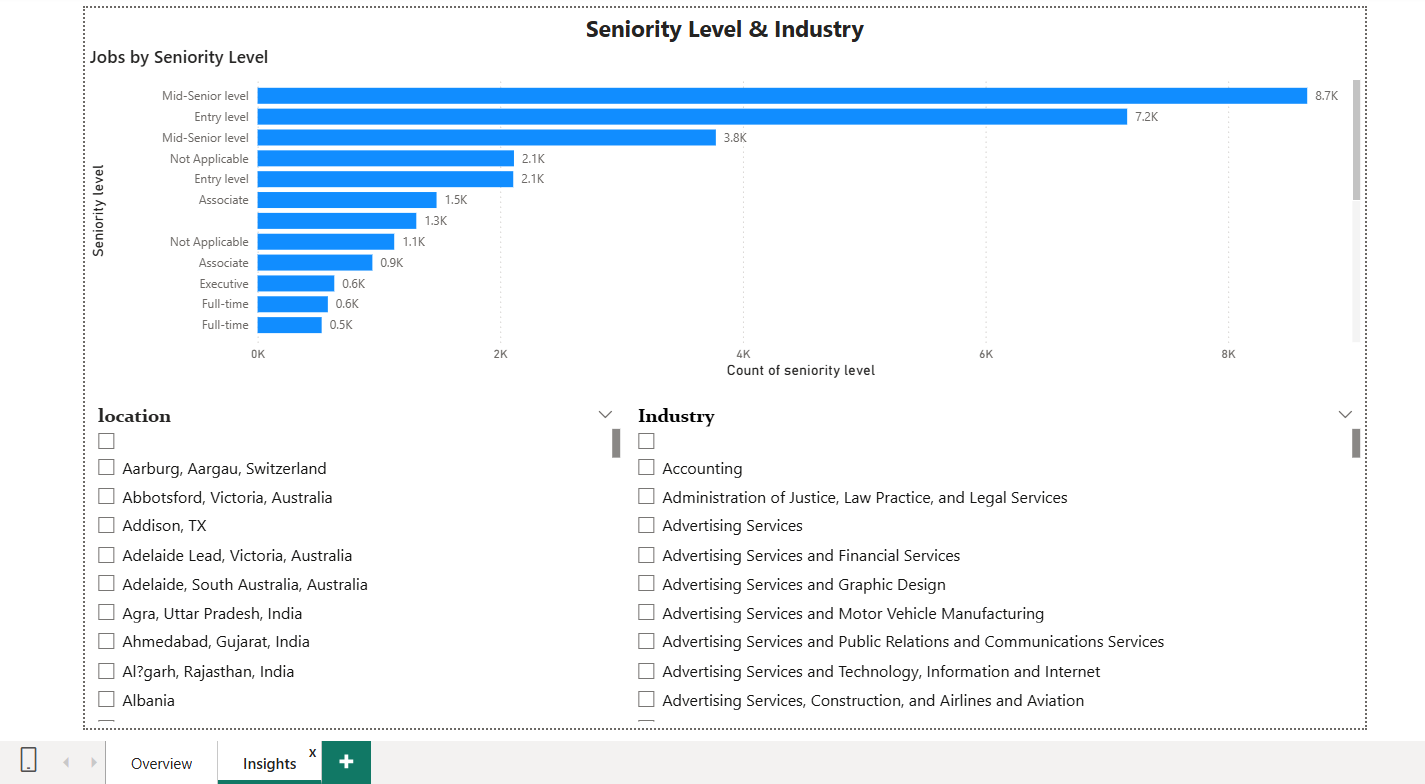 Seniority Level & Industry
Jobs by Seniority Level
Seniority level
Mid-Senior level 8.7K
Entry level 7.2K
Mid-Senior level 3.8K
Not Applicable 2.1K
Entry level 2.1K
Associate 1.5K
1.3K
Not Applicable 1.1K
Associate 0.9K
Executive 0.6K
Full-time 0.6K
Full-time 0.5K
0K 2K 4K 6K 8K
Count of seniority level
location
Aarburg, Aargau, Switzerland
Abbotsford, Victoria, Australia
Addison, TX
Adelaide Lead, Victoria, Australia
Adelaide, South Australia, Australia
Agra, Uttar Pradesh, India
Ahmedabad, Gujarat, India
Al?garh, Rajasthan, India
Albania
Industry
Accounting
Administration of Justice, Law Practice, and Legal Services
Advertising Services
Advertising Services and Financial Services
Advertising Services and Graphic Design
Advertising Services and Motor Vehicle Manufacturing
Advertising Services and Public Relations and Communications Services
Advertising Services and Technology, Information and Internet
Advertising Services, Construction, and Airlines and Aviation
Overview Insights x +